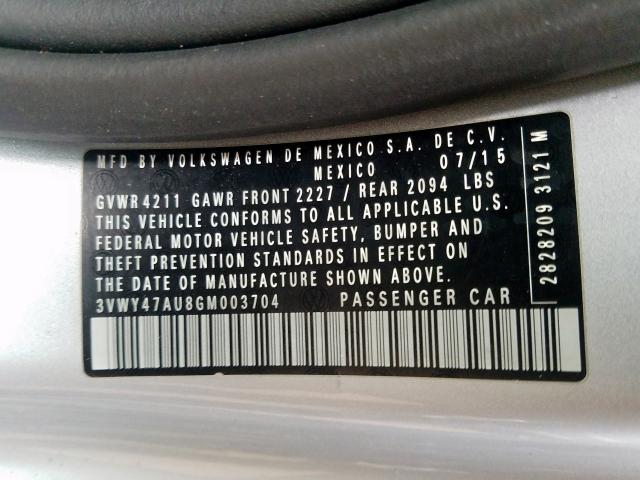 MFD BY VOLKSWAGEN DE MEXICO S.A. DE C.V.
MEXICO 07/15
GVWR 4211 GAWR FRONT 2227 / REAR 2094 LBS
THIS VEHICLE CONFORMS TO ALL APPLICABLE U.S.
FEDERAL MOTOR VEHICLE SAFETY, BUMPER AND
THEFT PREVENTION STANDARDS IN EFFECT ON
THE DATE OF MANUFACTURE SHOWN ABOVE.
3VWY47AU8GM003704 PASSENGER CAR
2828209 3121 M